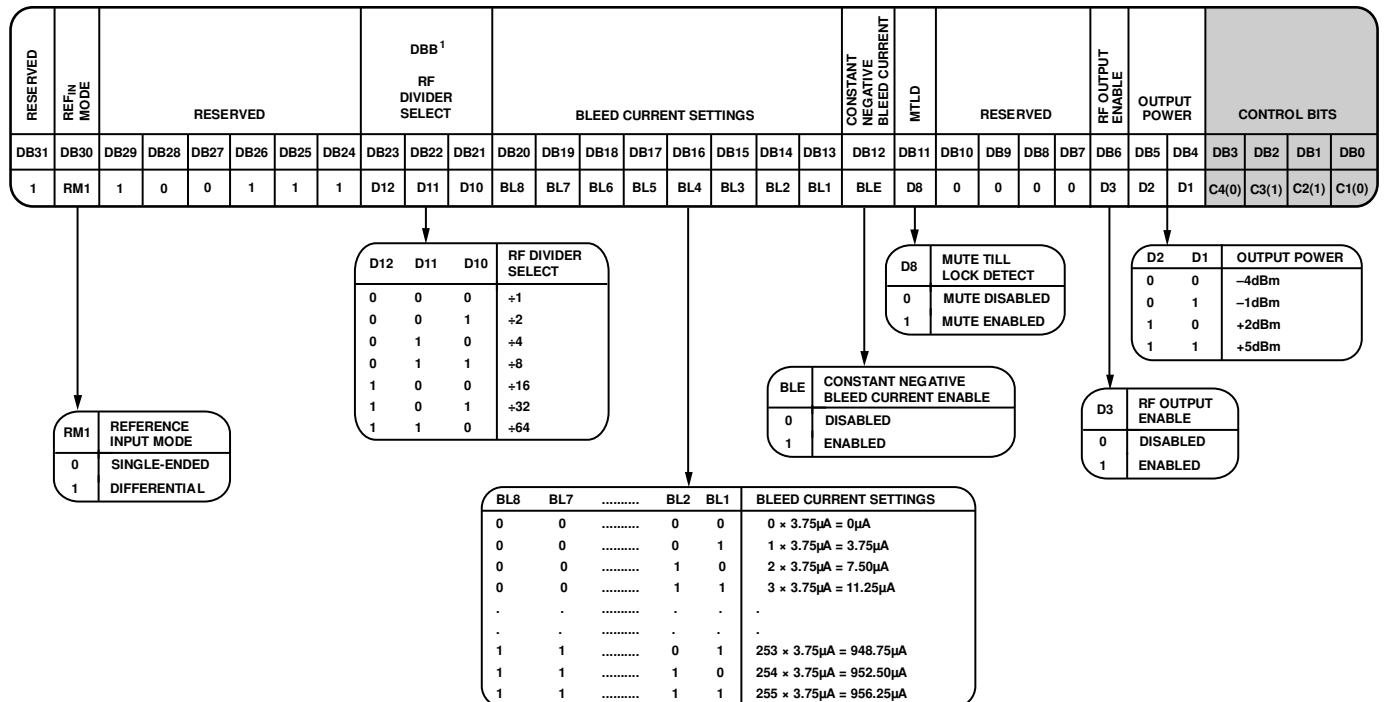 RESERVED
REFIN MODE
RESERVED
DBB1
RF DIVIDER SELECT
BLEED CURRENT SETTINGS
CONSTANT NEGATIVE BLEED CURRENT
MTLD
RESERVED
RF OUTPUT ENABLE
OUTPUT POWER
CONTROL BITS
DB31 DB30 DB29 DB28 DB27 DB26 DB25 DB24 DB23 DB22 DB21 DB20 DB19 DB18 DB17 DB16 DB15 DB14 DB13 DB12 DB11 DB10 DB9 DB8 DB7 DB6 DB5 DB4 DB3 DB2 DB1 DB0
1 RM1 1 0 0 1 1 1 D12 D11 D10 BL8 BL7 BL6 BL5 BL4 BL3 BL2 BL1 BLE D8 0 0 0 0 D3 D2 D1 C4(0) C3(1) C2(1) C1(0)
RM1 REFERENCE INPUT MODE
0 SINGLE-ENDED
1 DIFFERENTIAL
D12 D11 D10 RF DIVIDER SELECT
0 0 0 ÷1
0 0 1 ÷2
0 1 0 ÷4
0 1 1 ÷8
1 0 0 ÷16
1 0 1 ÷32
1 1 0 ÷64
BL8 BL7 .......... BL2 BL1 BLEED CURRENT SETTINGS
0 0 .......... 0 0 0 × 3.75µA = 0µA
0 0 .......... 0 1 1 × 3.75µA = 3.75µA
0 0 .......... 1 0 2 × 3.75µA = 7.50µA
0 0 .......... 1 1 3 × 3.75µA = 11.25µA
. . .......... . . .
. . .......... . . .
1 1 .......... 0 1 253 × 3.75µA = 948.75µA
1 1 .......... 1 0 254 × 3.75µA = 952.50µA
1 1 .......... 1 1 255 × 3.75µA = 956.25µA
BLE CONSTANT NEGATIVE BLEED CURRENT ENABLE
0 DISABLED
1 ENABLED
D8 MUTE TILL LOCK DETECT
0 MUTE DISABLED
1 MUTE ENABLED
D3 RF OUTPUT ENABLE
0 DISABLED
1 ENABLED
D2 D1 OUTPUT POWER
0 0 –4dBm
0 1 –1dBm
1 0 +2dBm
1 1 +5dBm